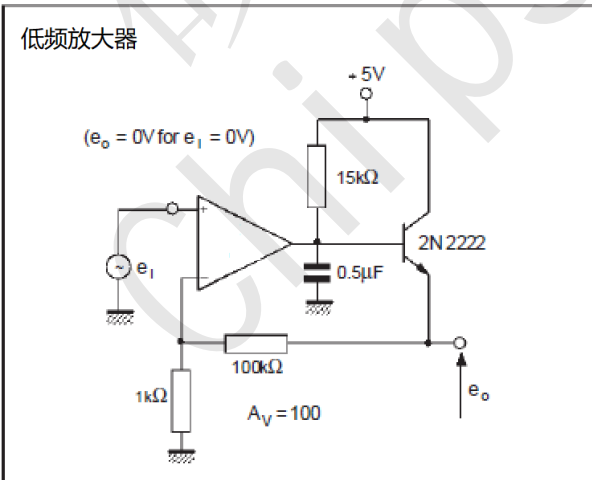 低频放大器
+5V
(eo = 0V for eI = 0V)
15kΩ
2N2222
+
0.5μF
~ eI
−
100kΩ
1kΩ
AV = 100
eo
Chips